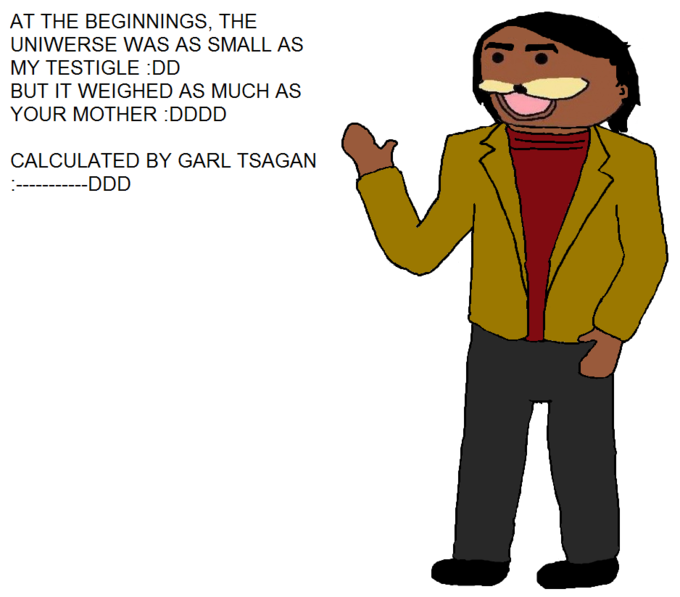 AT THE BEGINNINGS, THE
UNIWERSE WAS AS SMALL AS
MY TESTIGLE :DD
BUT IT WEIGHED AS MUCH AS
YOUR MOTHER :DDDD
CALCULATED BY GARL TSAGAN
:-----------DDD